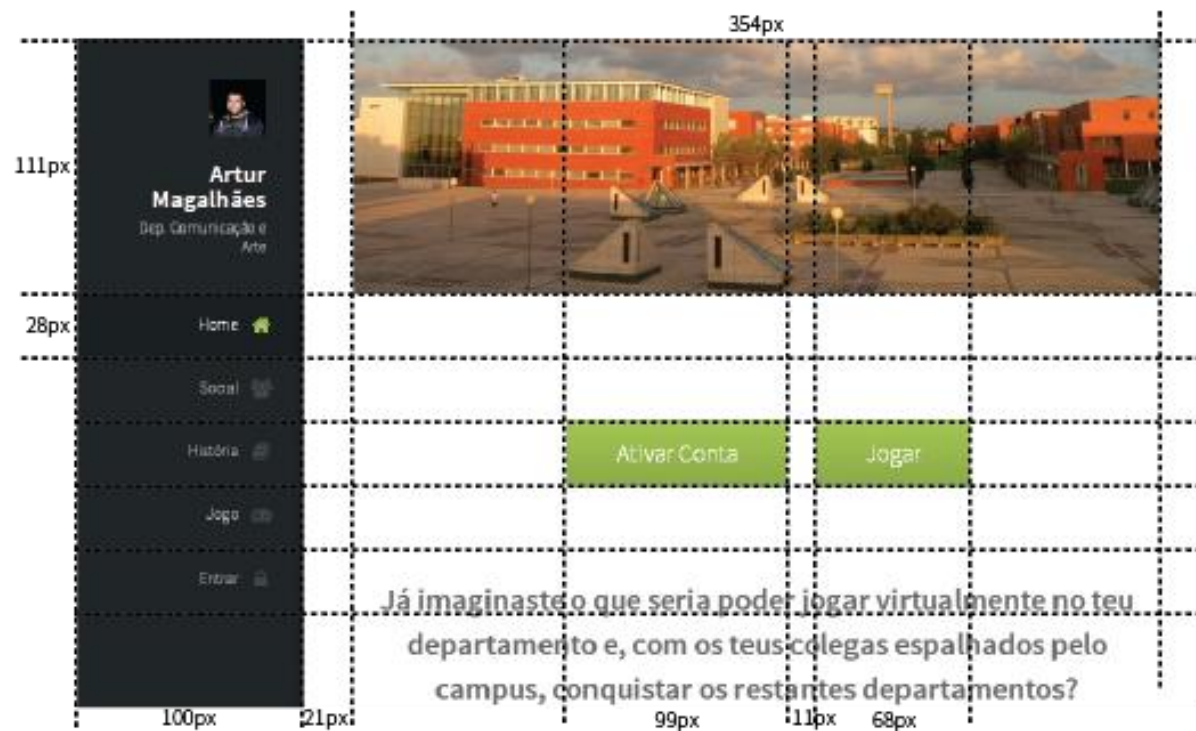 354px
111px
Artur
Magalhães
Dep. Comunicação e
Arte
28px
Home
Social
História
Ativar Conta
Jogar
Jogo
Entrar
Já imaginaste o que seria poder jogar virtualmente no teu
departamento e, com os teus colegas espalhados pelo
campus, conquistar os restantes departamentos?
100px
21px
99px
11px
68px